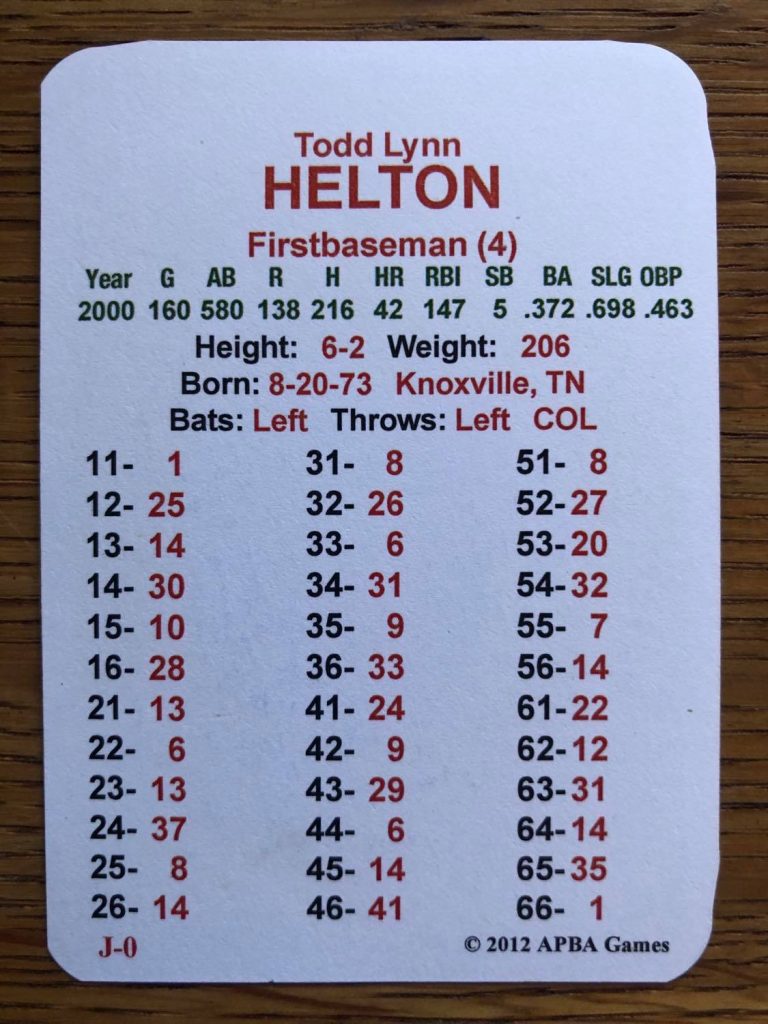 Todd Lynn
HELTON
Firstbaseman (4)
Year G AB R H HR RBI SB BA SLG OBP
2000 160 580 138 216 42 147 5 .372 .698 .463
Height: 6-2 Weight: 206
Born: 8-20-73 Knoxville, TN
Bats: Left Throws: Left COL
11- 1 31- 8 51- 8
12- 25 32- 26 52- 27
13- 14 33- 6 53- 20
14- 30 34- 31 54- 32
15- 10 35- 9 55- 7
16- 28 36- 33 56- 14
21- 13 41- 24 61- 22
22- 6 42- 9 62- 12
23- 13 43- 29 63- 31
24- 37 44- 6 64- 14
25- 8 45- 14 65- 35
26- 14 46- 41 66- 1
J-0 © 2012 APBA Games